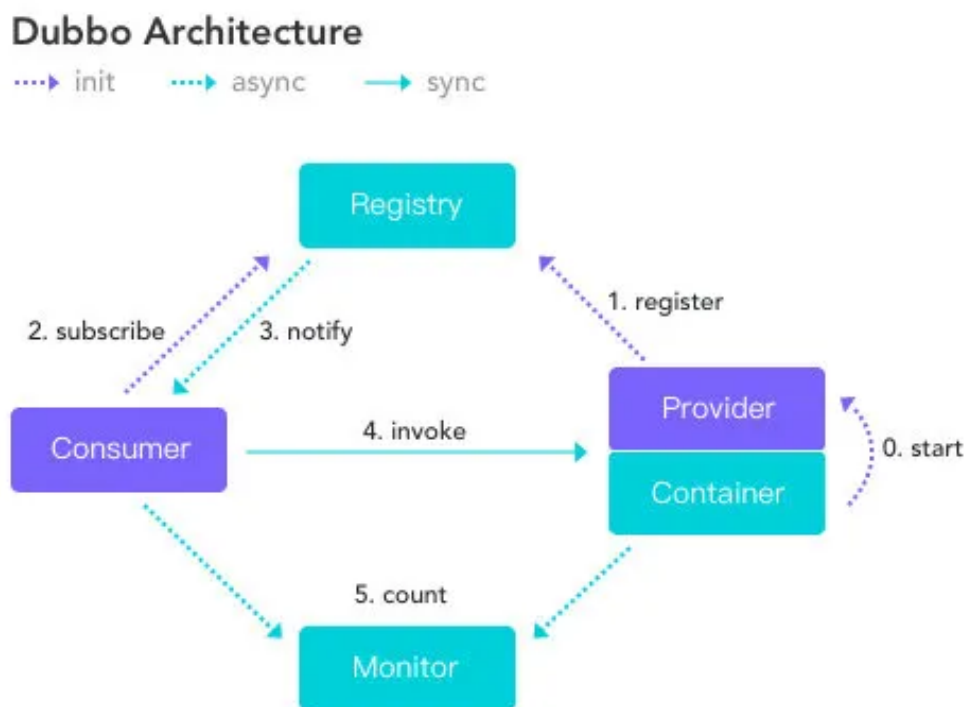 Dubbo Architecture
init async sync
Registry
1. register
2. subscribe
3. notify
Provider
4. invoke
Consumer
0. start
Container
5. count
Monitor